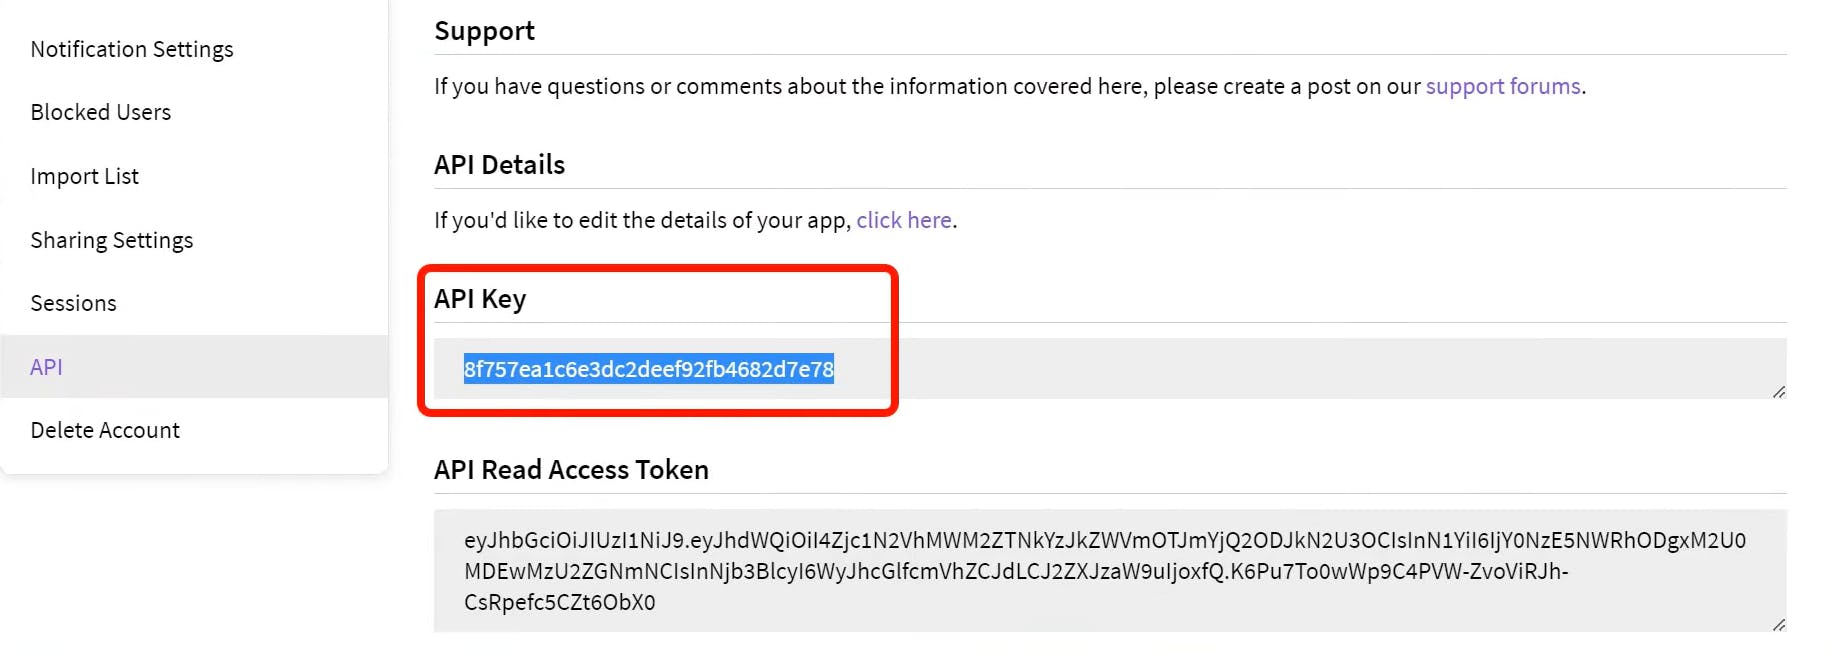 Notification Settings
Blocked Users
Import List
Sharing Settings
Sessions
API
Delete Account
Support
If you have questions or comments about the information covered here, please create a post on our support forums.
API Details
If you'd like to edit the details of your app, click here.
API Key
8f757ea1c6e3dc2deef92fb4682d7e78
API Read Access Token
eyJhbGciOiJIUzI1NiJ9.eyJhdWQiOiI4Zjc1N2VhMWM2ZTNkYzJkZWVmOTJmYjQ2ODJkN2U3OCIsInN1YiI6IjY0NzE5NWRhODgxM2U0
MDEwMzU2ZGNmNCIsInNjb3BlcyI6WyJhcGlfcmVhZCJdLCJ2ZXJzaW9uIjoxfQ.K6Pu7To0wWp9C4PVW-ZvoViRJh-
CsRpefc5CZt6ObX0